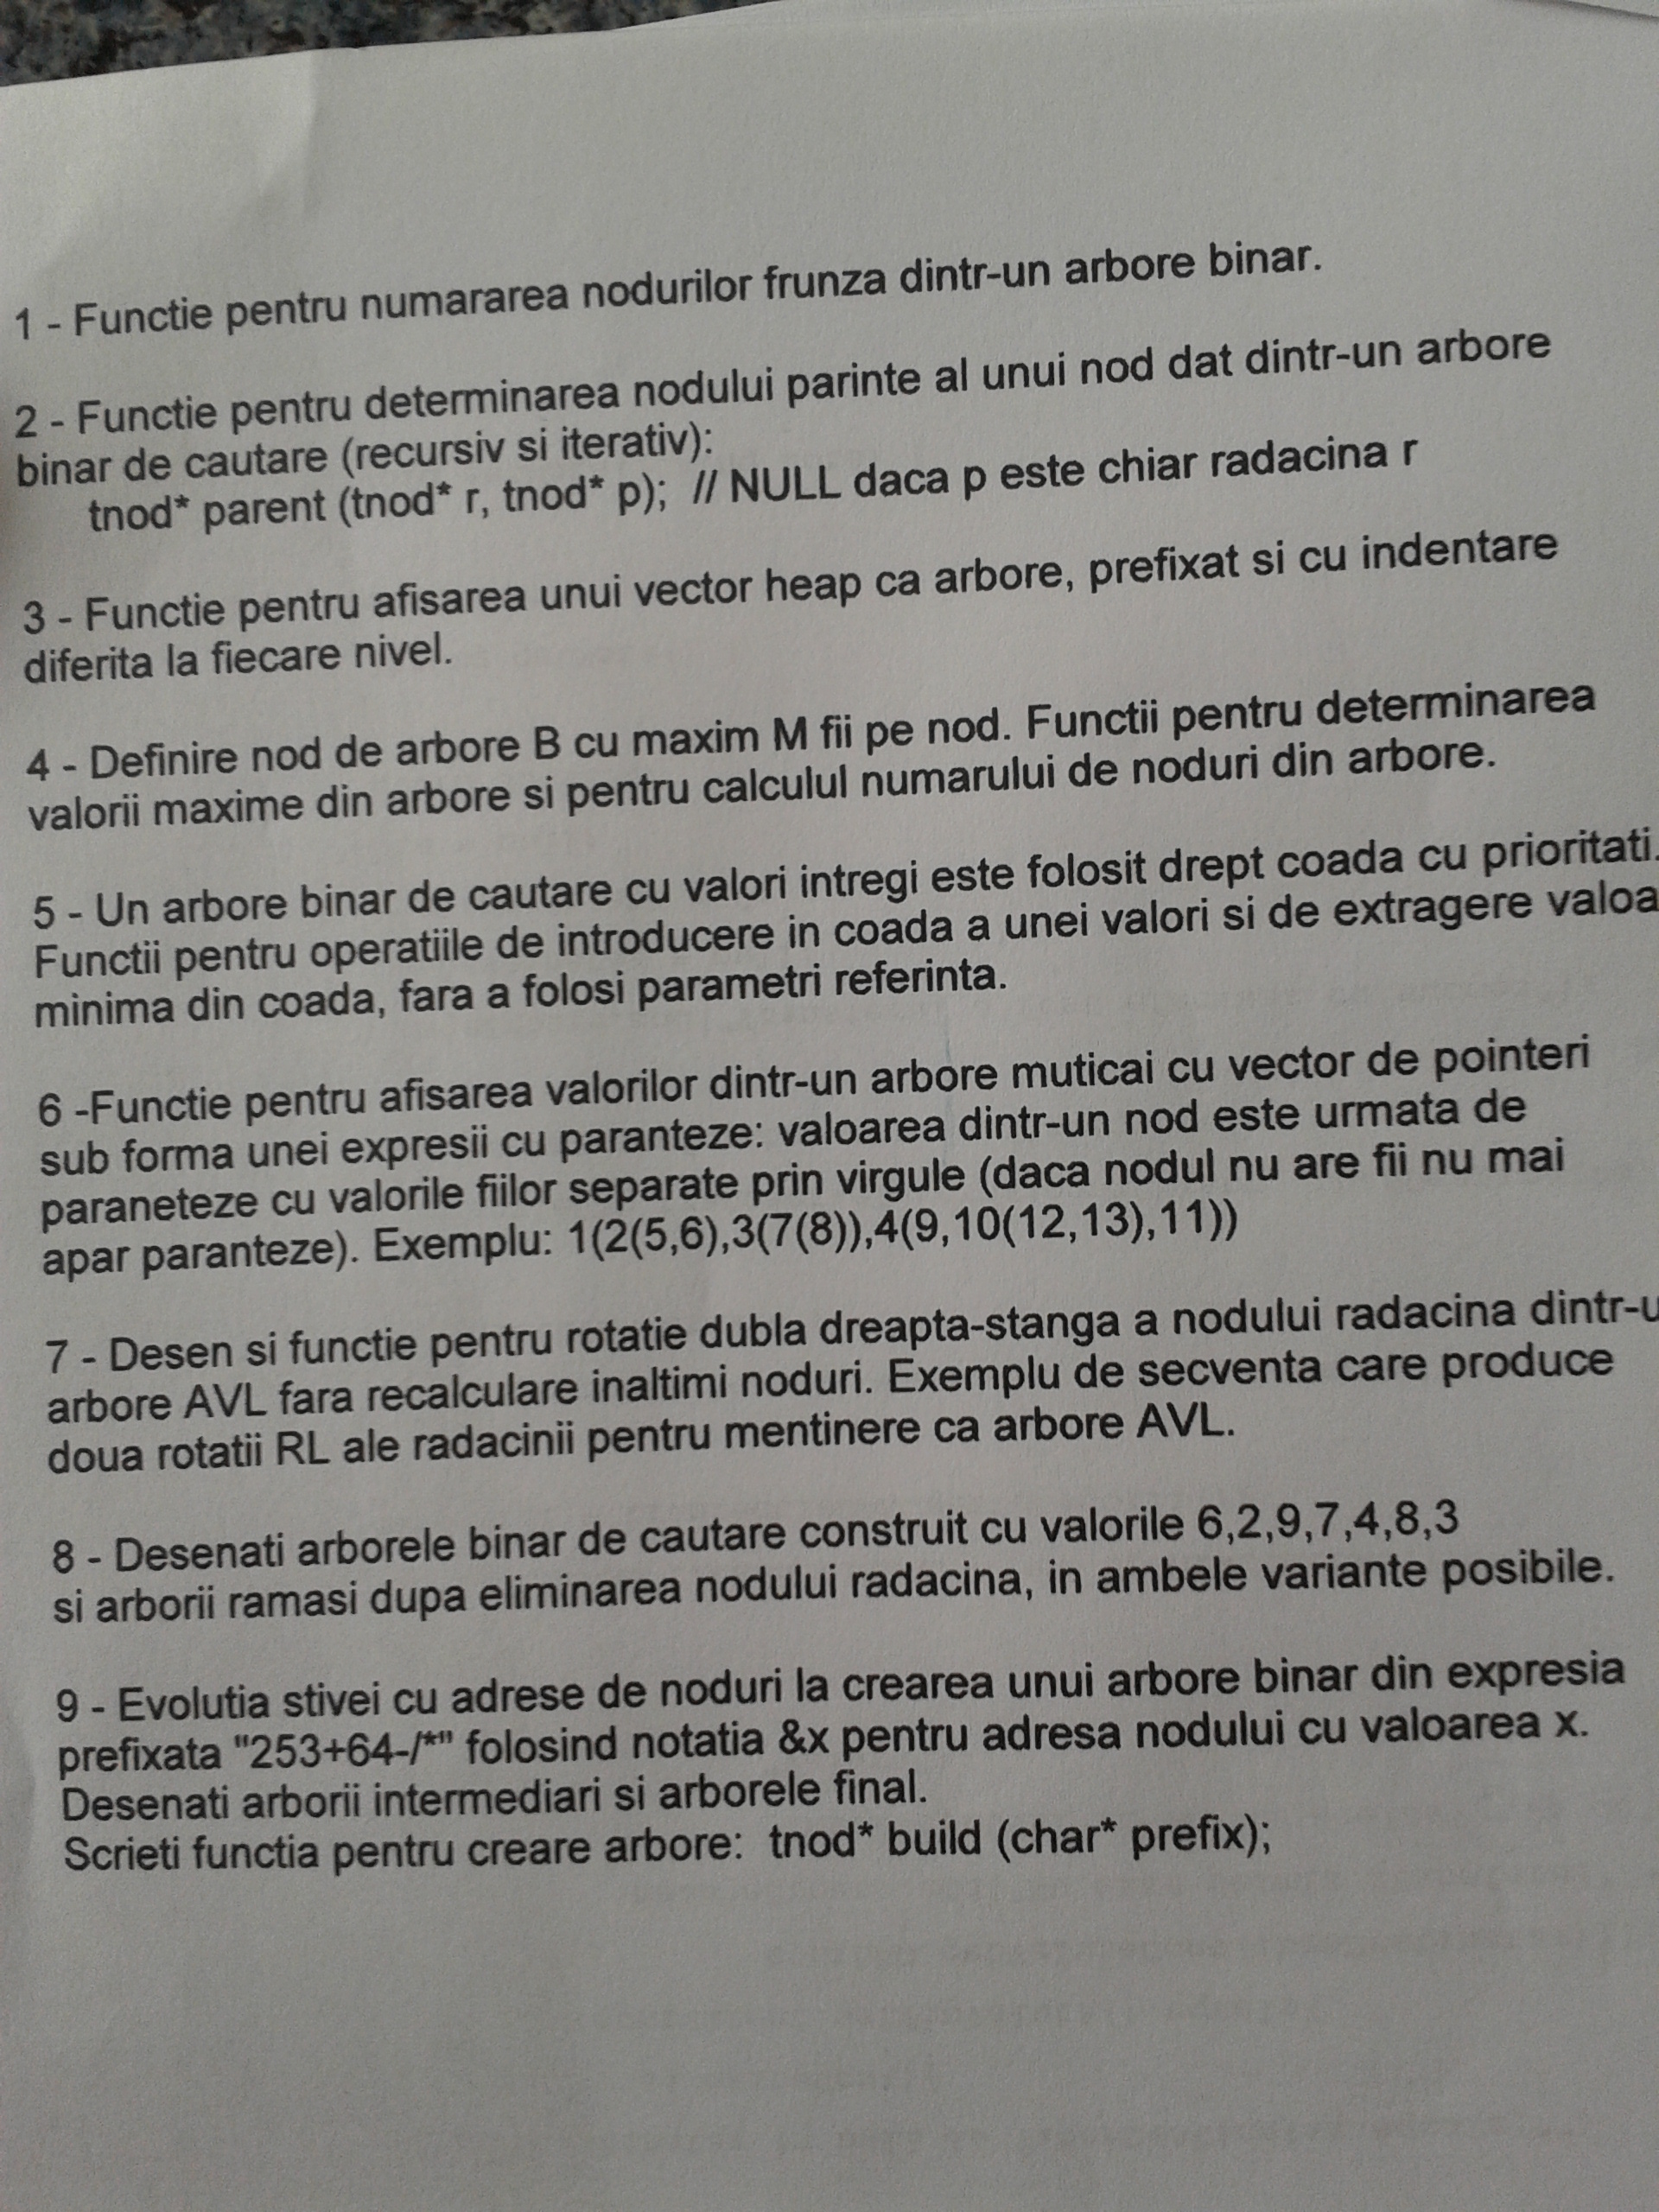 1 - Functie pentru numararea nodurilor frunza dintr-un arbore binar.
2 - Functie pentru determinarea nodului parinte al unui nod dat dintr-un arbore
binar de cautare (recursiv si iterativ):
tnod* parent (tnod* r, tnod* p); // NULL daca p este chiar radacina r
3 - Functie pentru afisarea unui vector heap ca arbore, prefixat si cu indentare
diferita la fiecare nivel.
4 - Definire nod de arbore B cu maxim M fii pe nod. Functii pentru determinarea
valorii maxime din arbore si pentru calculul numarului de noduri din arbore.
5 - Un arbore binar de cautare cu valori intregi este folosit drept coada cu prioritati.
Functii pentru operatiile de introducere in coada a unei valori si de extragere valoa
minima din coada, fara a folosi parametri referinta.
6 -Functie pentru afisarea valorilor dintr-un arbore muticai cu vector de pointeri
sub forma unei expresii cu paranteze: valoarea dintr-un nod este urmata de
paraneteze cu valorile fiilor separate prin virgule (daca nodul nu are fii nu mai
apar paranteze). Exemplu: 1(2(5,6),3(7(8)),4(9,10(12,13),11))
7 - Desen si functie pentru rotatie dubla dreapta-stanga a nodului radacina dintr-u
arbore AVL fara recalculare inaltimi noduri. Exemplu de secventa care produce
doua rotatii RL ale radacinii pentru mentinere ca arbore AVL.
8 - Desenati arborele binar de cautare construit cu valorile 6,2,9,7,4,8,3
si arborii ramasi dupa eliminarea nodului radacina, in ambele variante posibile.
9 - Evolutia stivei cu adrese de noduri la crearea unui arbore binar din expresia
prefixata "253+64-/*" folosind notatia &x pentru adresa nodului cu valoarea x.
Desenati arborii intermediari si arborele final.
Scrieti functia pentru creare arbore: tnod* build (char* prefix);